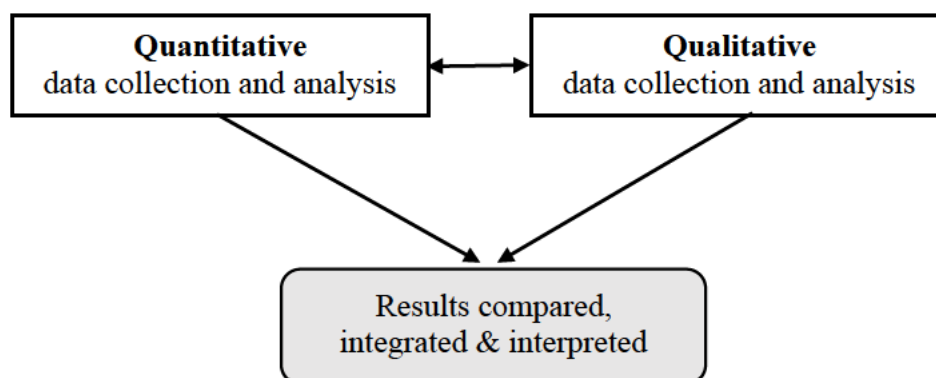 Quantitative
data collection and analysis
Qualitative
data collection and analysis
Results compared,
integrated & interpreted